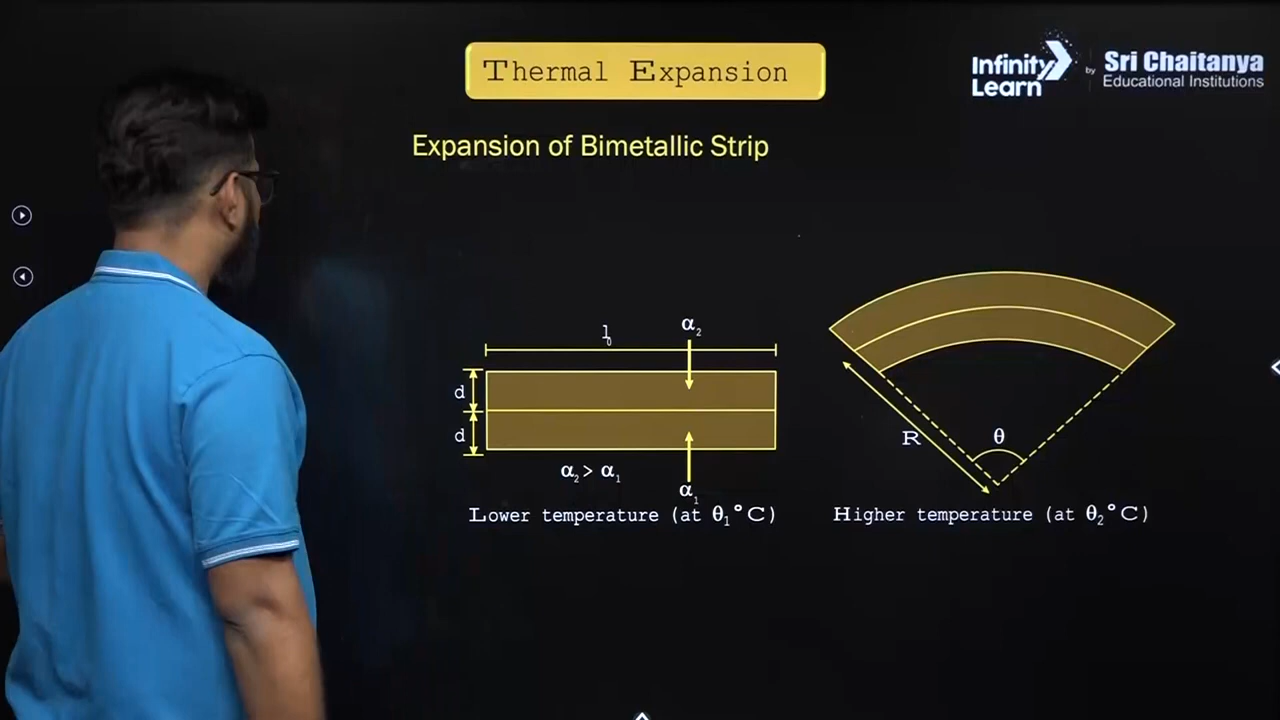 Thermal Expansion
Infinity Learn by Sri Chaitanya Educational Institutions
Expansion of Bimetallic Strip
l₀
α₂
d
d
α₂ > α₁
α₁
Lower temperature (at θ₁°C)
R
θ
Higher temperature (at θ₂°C)